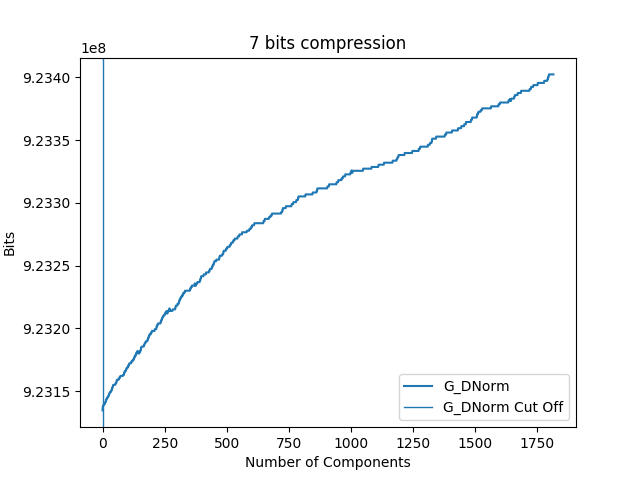 7 bits compression
1e8
9.2340
9.2335
9.2330
9.2325
9.2320
9.2315
Bits
0 250 500 750 1000 1250 1500 1750
Number of Components
G_DNorm
G_DNorm Cut Off